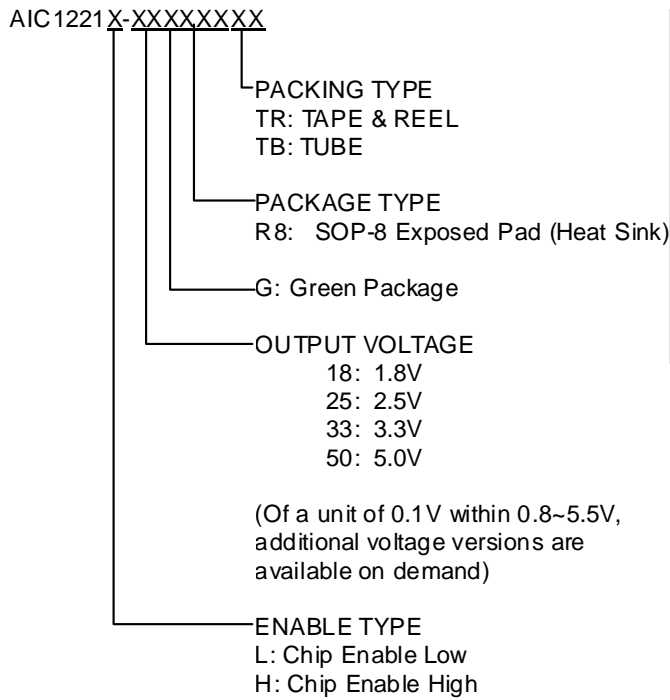 AIC1221X-XXXXXXXX
PACKING TYPE
TR: TAPE & REEL
TB: TUBE
PACKAGE TYPE
R8: SOP-8 Exposed Pad (Heat Sink)
G: Green Package
OUTPUT VOLTAGE
18: 1.8V
25: 2.5V
33: 3.3V
50: 5.0V
(Of a unit of 0.1V within 0.8~5.5V,
additional voltage versions are
available on demand)
ENABLE TYPE
L: Chip Enable Low
H: Chip Enable High